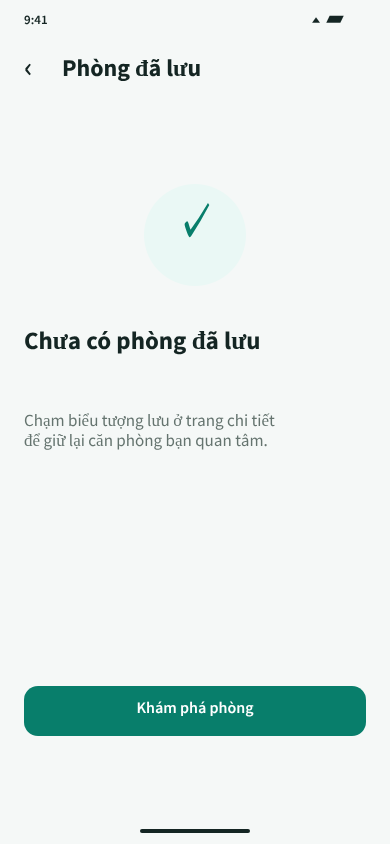 9:41
Phòng đã lưu
Chưa có phòng đã lưu
Chạm biểu tượng lưu ở trang chi tiết
để giữ lại căn phòng bạn quan tâm.
Khám phá phòng